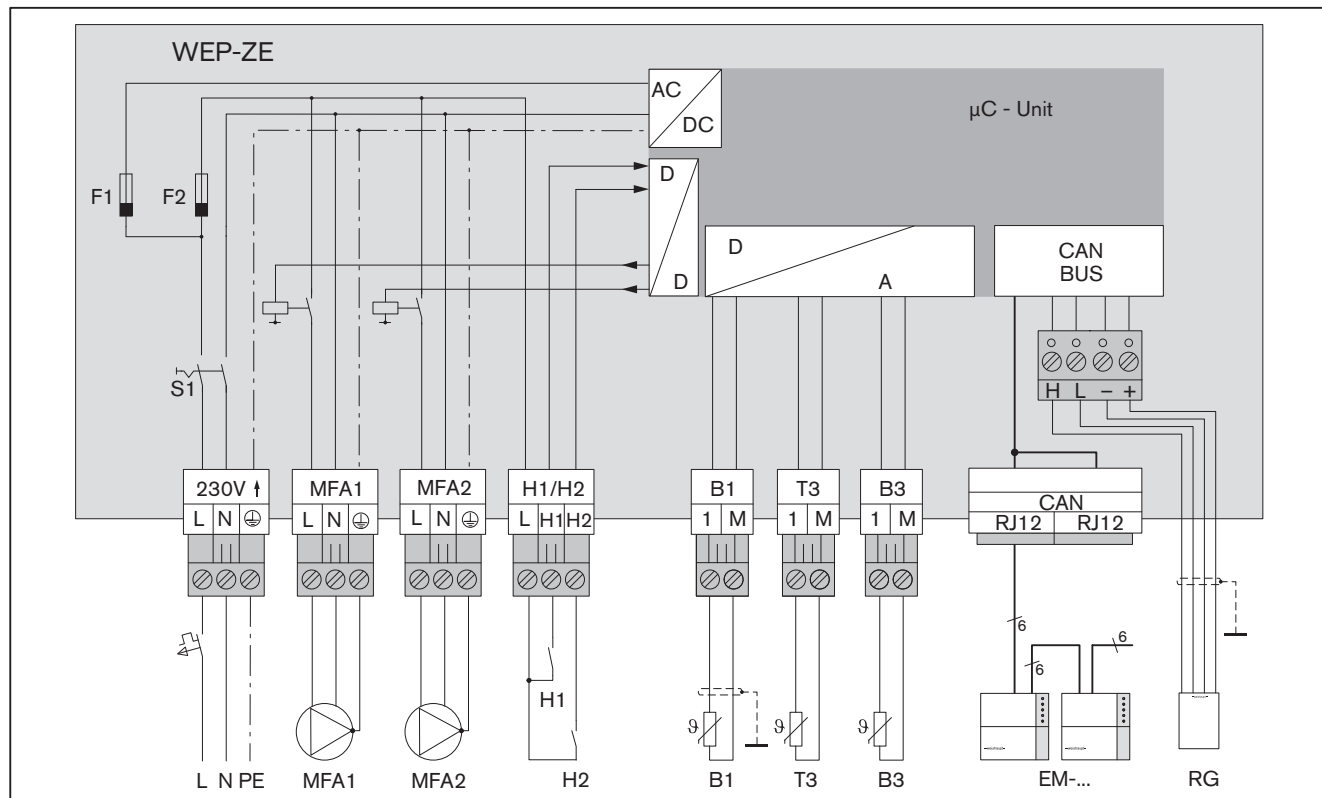 WEP-ZE
AC
DC
µC - Unit
F1
F2
D
D
D
A
CAN
BUS
S1
H L − +
230V MFA1 MFA2 H1/H2 B1 T3 B3
L N L N L N L H1 H2 1 M 1 M 1 M
CAN
RJ12 RJ12
6
6
6
H1
ϑ ϑ ϑ
L N PE MFA1 MFA2 H2 B1 T3 B3 EM-... RG